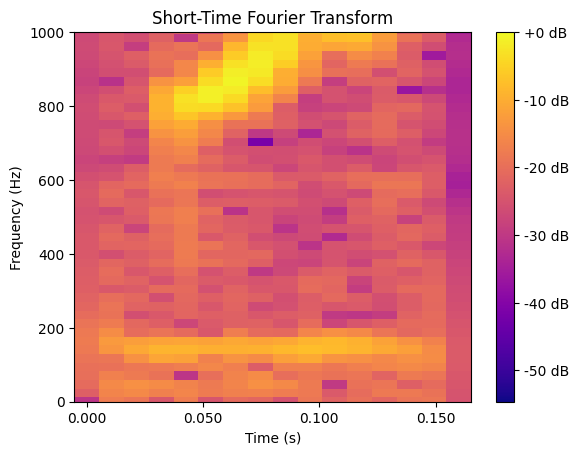 Short-Time Fourier Transform
1000
800
600
400
200
0
Frequency (Hz)
0.000
0.050
0.100
0.150
Time (s)
+0 dB
-10 dB
-20 dB
-30 dB
-40 dB
-50 dB